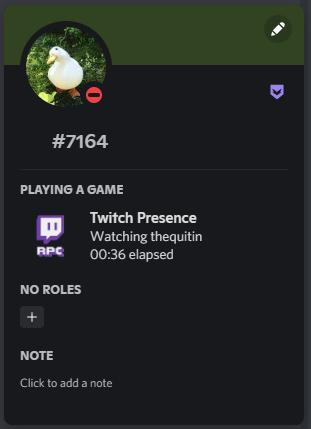 #7164
PLAYING A GAME
Twitch Presence
Watching thequitin
RPC
00:36 elapsed
NO ROLES
NOTE
Click to add a note